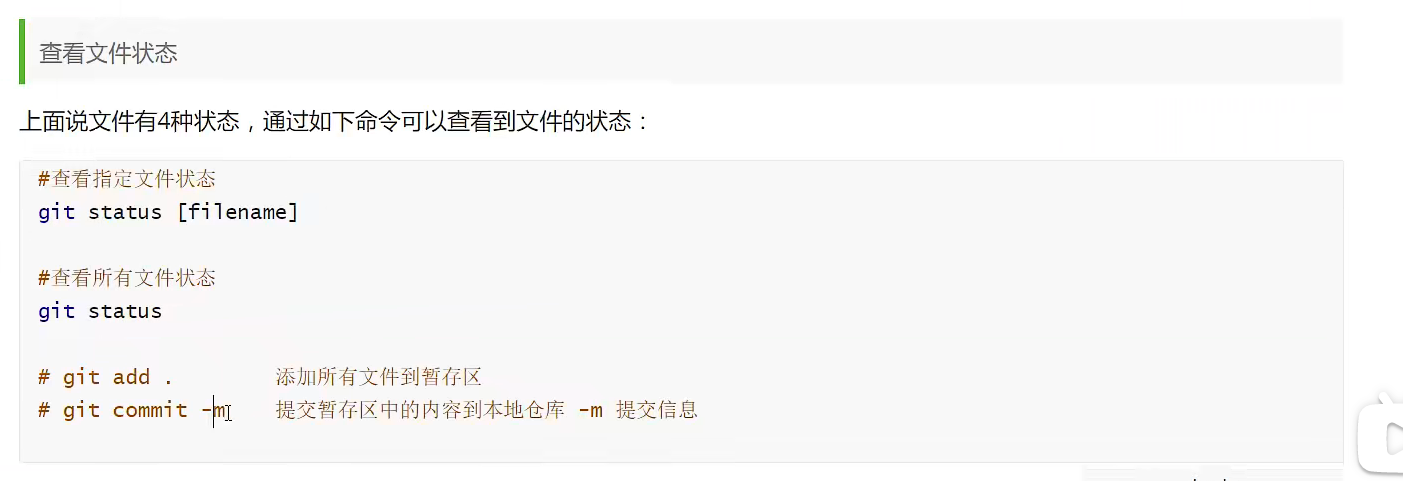 查看文件状态
上面说文件有4种状态，通过如下命令可以查看到文件的状态：
#查看指定文件状态
git status [filename]
#查看所有文件状态
git status
# git add . 添加所有文件到暂存区
# git commit -m 提交暂存区中的内容到本地仓库 -m 提交信息